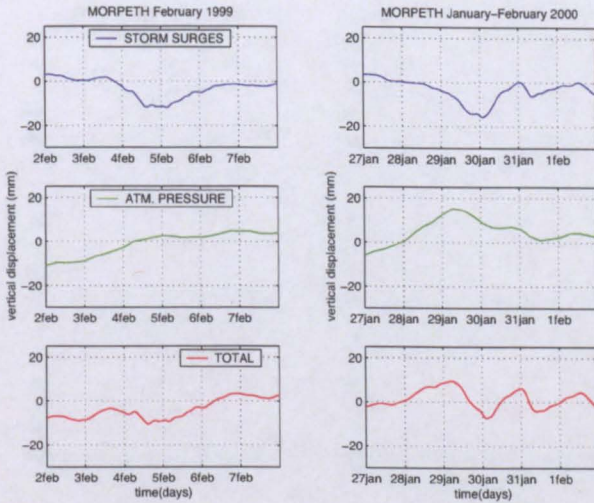 MORPETH February 1999
STORM SURGES
20
0
−20
2feb 3feb 4feb 5feb 6feb 7feb
vertical displacement (mm)
ATM. PRESSURE
20
0
−20
2feb 3feb 4feb 5feb 6feb 7feb
TOTAL
20
0
−20
2feb 3feb 4feb 5feb 6feb 7feb
time(days)
MORPETH January−February 2000
20
0
−20
27jan 28jan 29jan 30jan 31jan 1feb
vertical displacement (mm)
20
0
−20
27jan 28jan 29jan 30jan 31jan 1feb
20
0
−20
27jan 28jan 29jan 30jan 31jan 1feb
time(days)